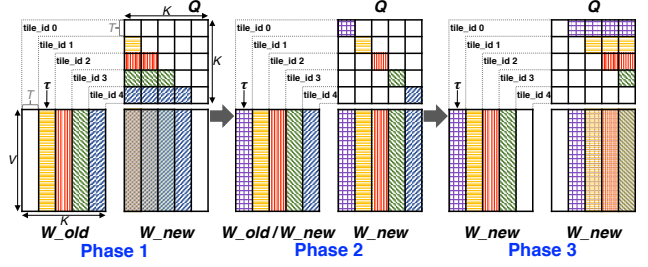 Q Q Q
K
tile_id 0 T tile_id 0 tile_id 0
tile_id 1 tile_id 1 tile_id 1
tile_id 2 K tile_id 2 tile_id 2
tile_id 3 tile_id 3 tile_id 3
T τ tile_id 4 τ tile_id 4 τ tile_id 4
V
K
W_old W_new W_old/W_new W_new W_new W_new
Phase 1 Phase 2 Phase 3